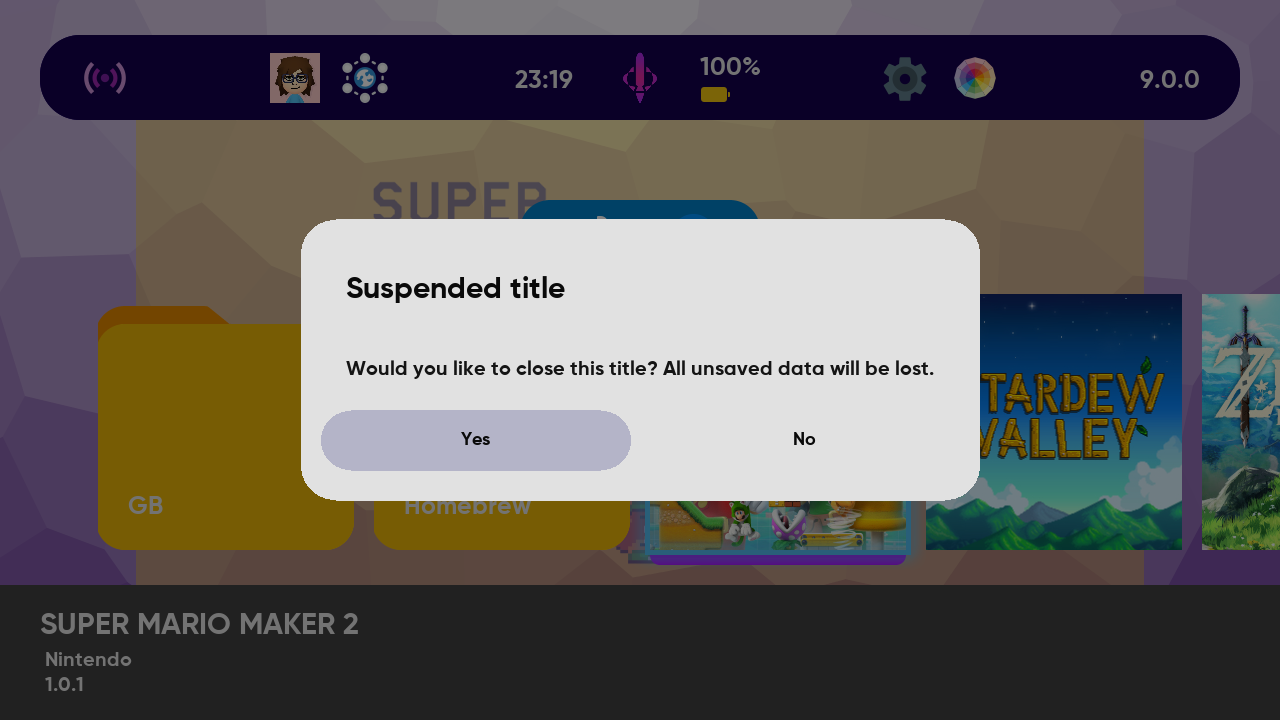 23:19
100%
9.0.0
SUPER
Suspended title
Would you like to close this title? All unsaved data will be lost.
Yes
No
GB
Homebrew
STARDEW
VALLEY
SUPER MARIO MAKER 2
Nintendo
1.0.1